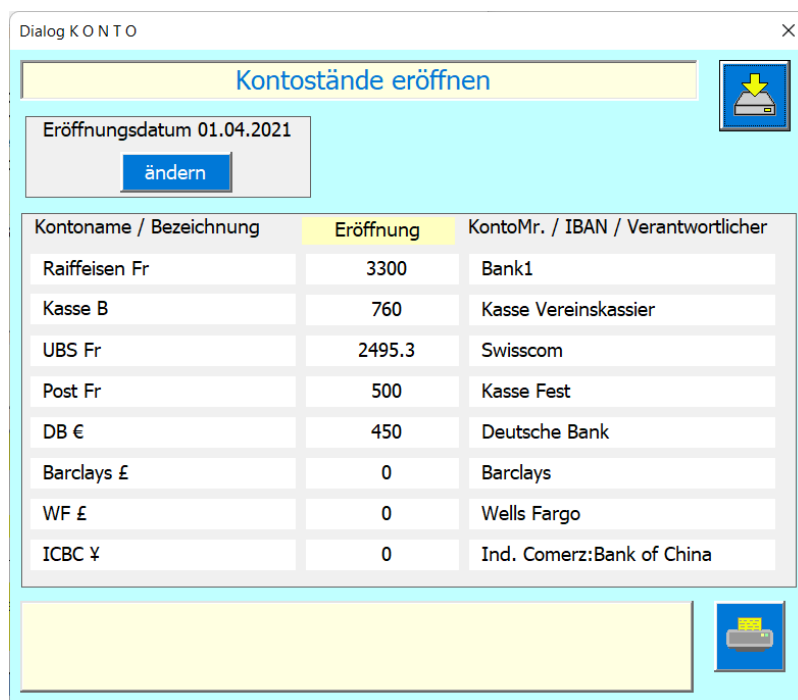 Dialog K O N T O
Kontostände eröffnen
Eröffnungsdatum 01.04.2021
ändern
Kontoname / Bezeichnung Eröffnung KontoMr. / IBAN / Verantwortlicher
Raiffeisen Fr 3300 Bank1
Kasse B 760 Kasse Vereinskassier
UBS Fr 2495.3 Swisscom
Post Fr 500 Kasse Fest
DB € 450 Deutsche Bank
Barclays £ 0 Barclays
WF £ 0 Wells Fargo
ICBC ¥ 0 Ind. Comerz:Bank of China